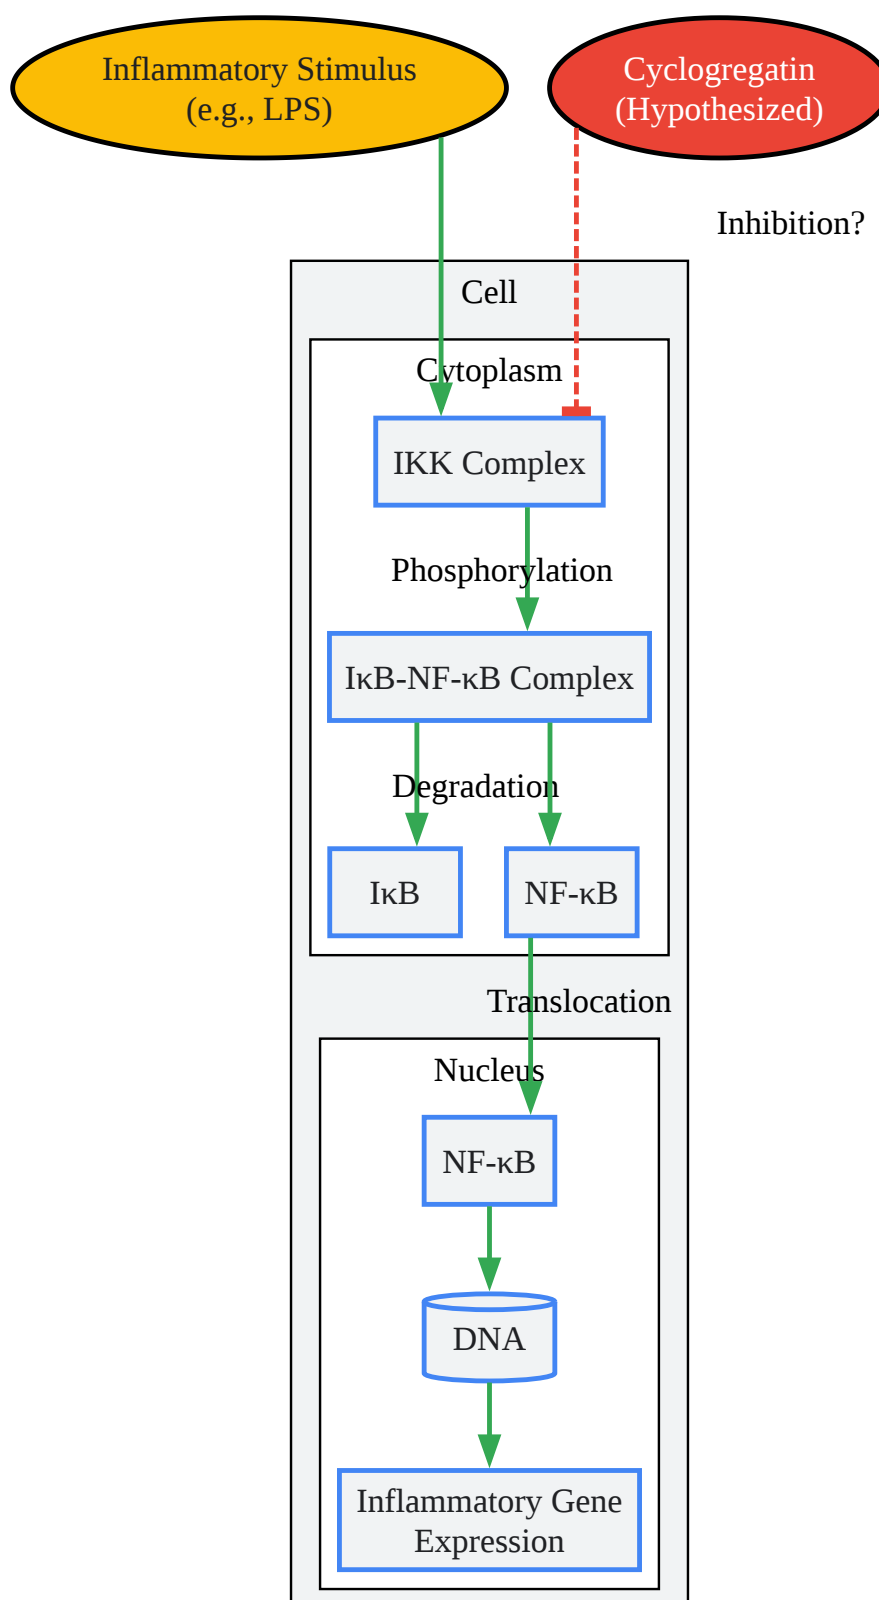 Inflammatory Stimulus
(e.g., LPS)
Cyclogregatin
(Hypothesized)
Inhibition?
Cell
Cytoplasm
IKK Complex
Phosphorylation
IκB-NF-κB Complex
Degradation
IκB
NF-κB
Translocation
Nucleus
NF-κB
DNA
Inflammatory Gene
Expression